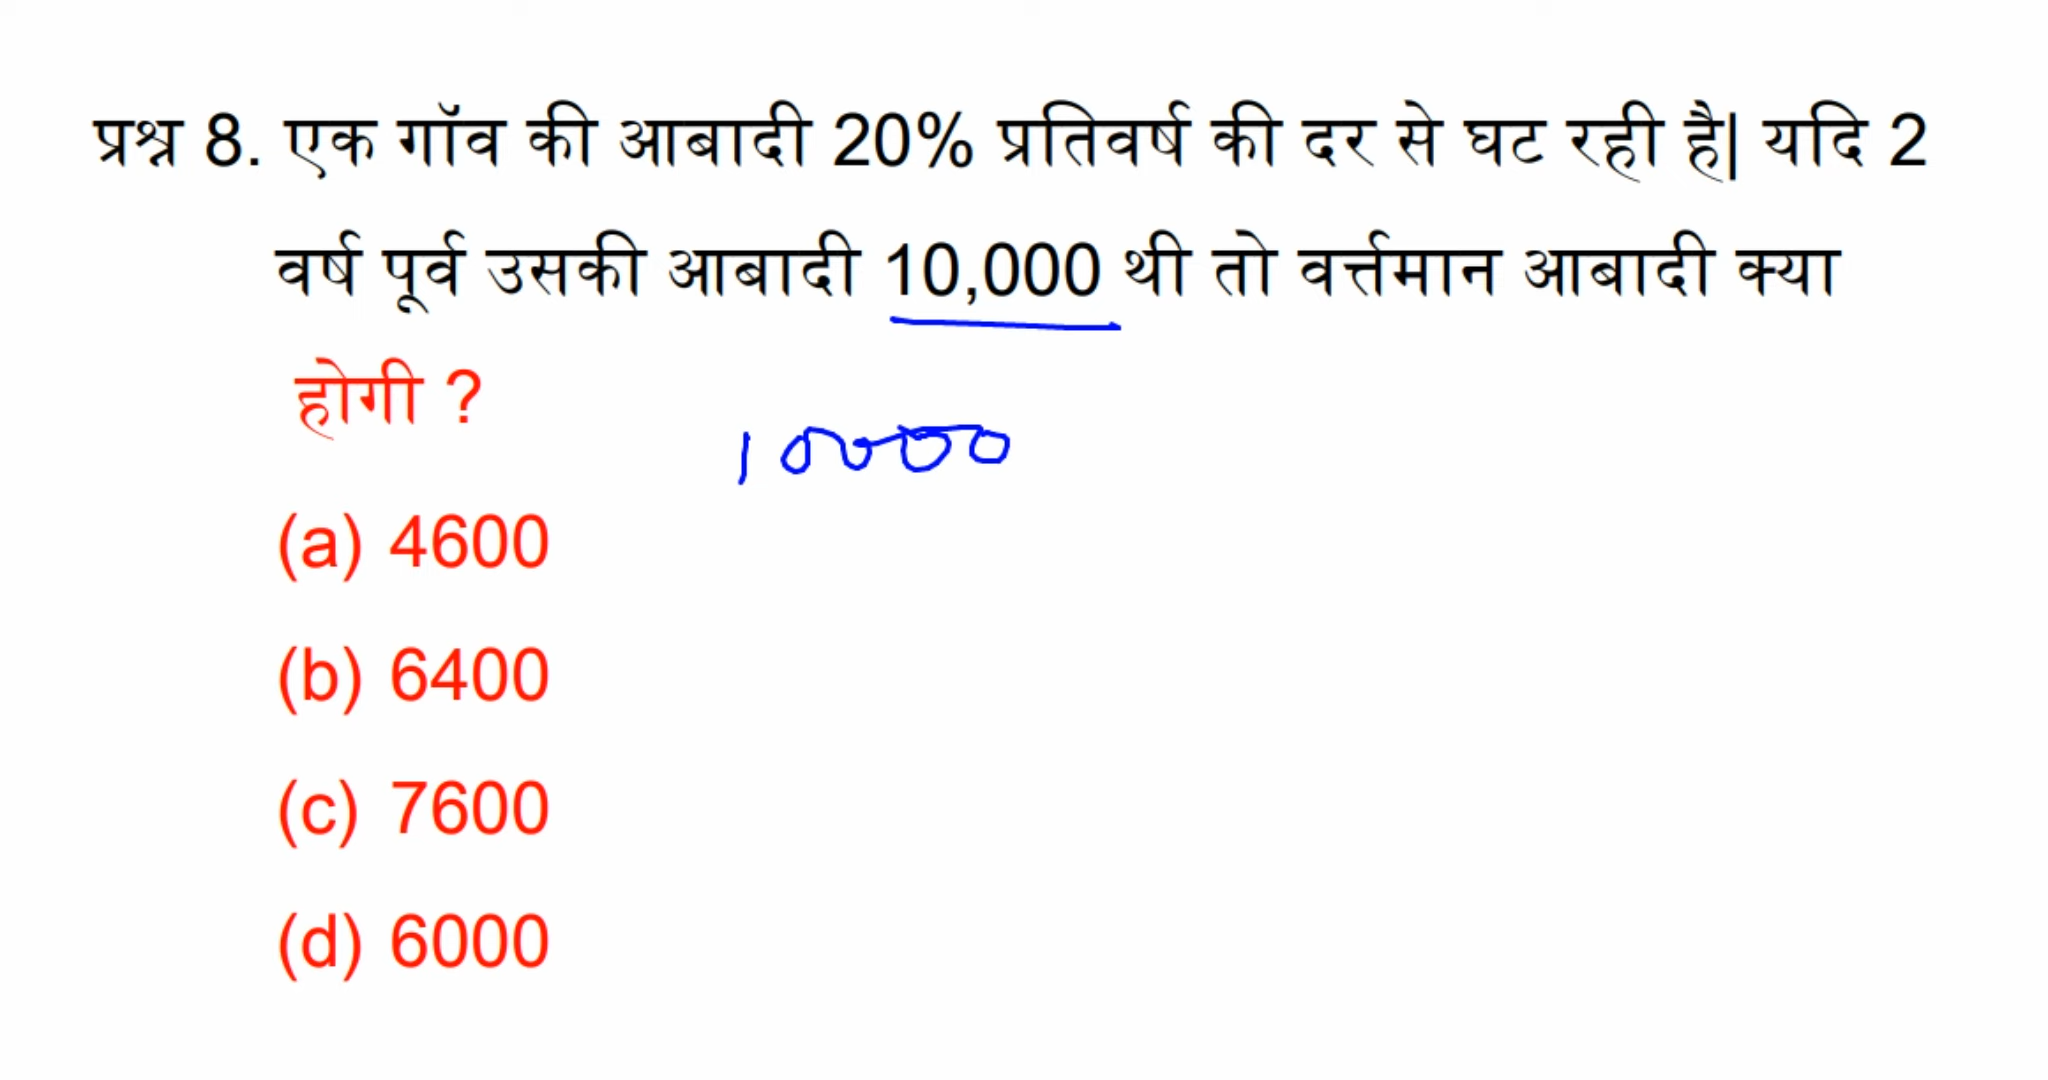 प्रश्न 8. एक गॉव की आबादी 20% प्रतिवर्ष की दर से घट रही है| यदि 2
वर्ष पूर्व उसकी आबादी 10,000 थी तो वर्त्तमान आबादी क्या
होगी ?
10000
(a) 4600
(b) 6400
(c) 7600
(d) 6000